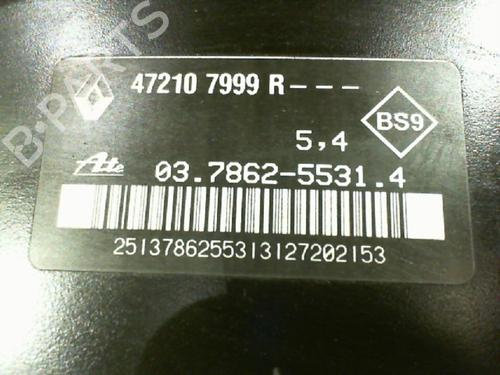 47210 7999 R---
BS9
5,4
Ate
03.7862-5531.4
2513786255313127202153
B-PARTS